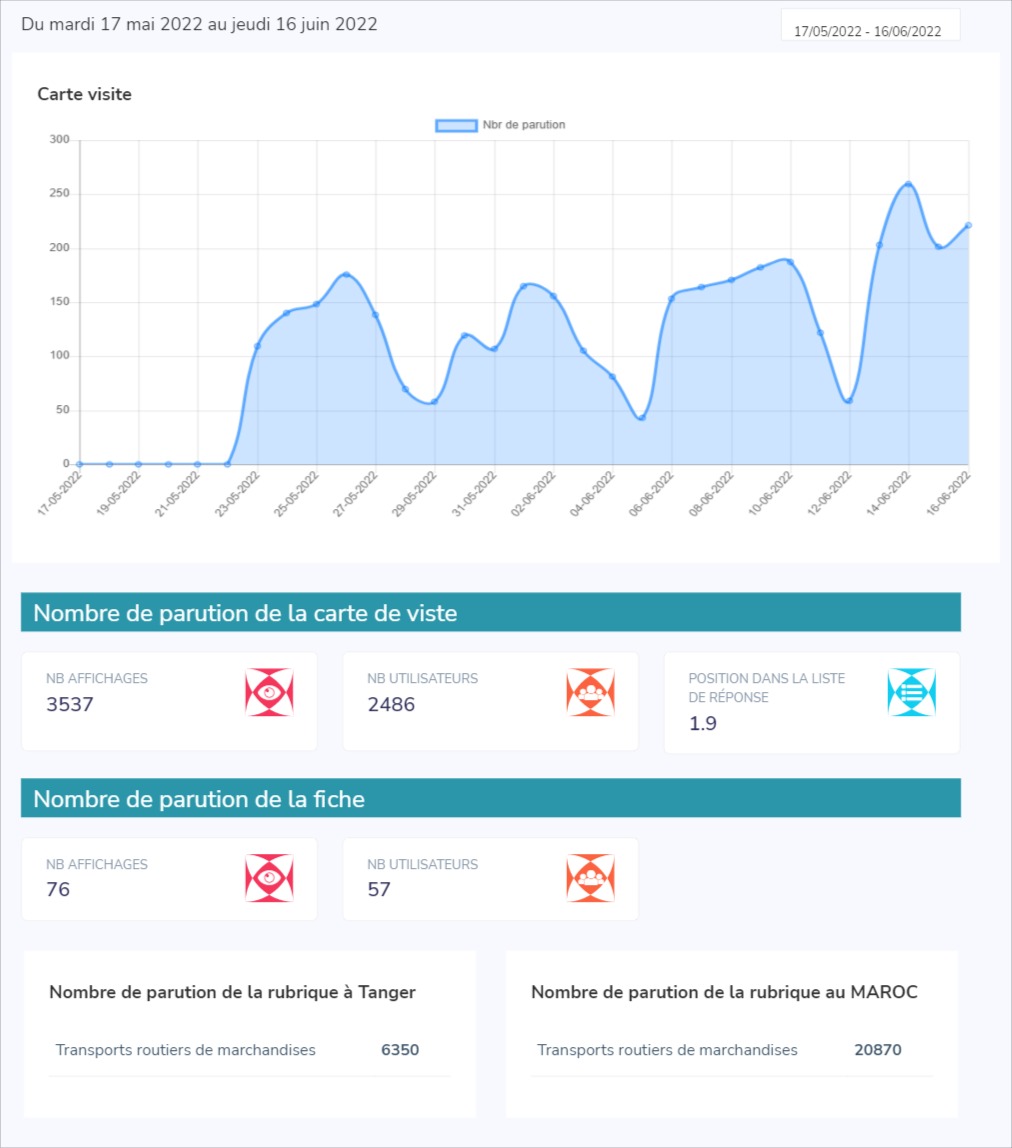 Du mardi 17 mai 2022 au jeudi 16 juin 2022
17/05/2022 - 16/06/2022
Carte visite
Nbr de parution
300
250
200
150
100
50
0
17-05-2022
19-05-2022
21-05-2022
23-05-2022
25-05-2022
27-05-2022
29-05-2022
31-05-2022
02-06-2022
04-06-2022
06-06-2022
08-06-2022
10-06-2022
12-06-2022
14-06-2022
16-06-2022
Nombre de parution de la carte de viste
NB AFFICHAGES
3537
NB UTILISATEURS
2486
POSITION DANS LA LISTE
DE RÉPONSE
1.9
Nombre de parution de la fiche
NB AFFICHAGES
76
NB UTILISATEURS
57
Nombre de parution de la rubrique à Tanger
Transports routiers de marchandises 6350
Nombre de parution de la rubrique au MAROC
Transports routiers de marchandises 20870